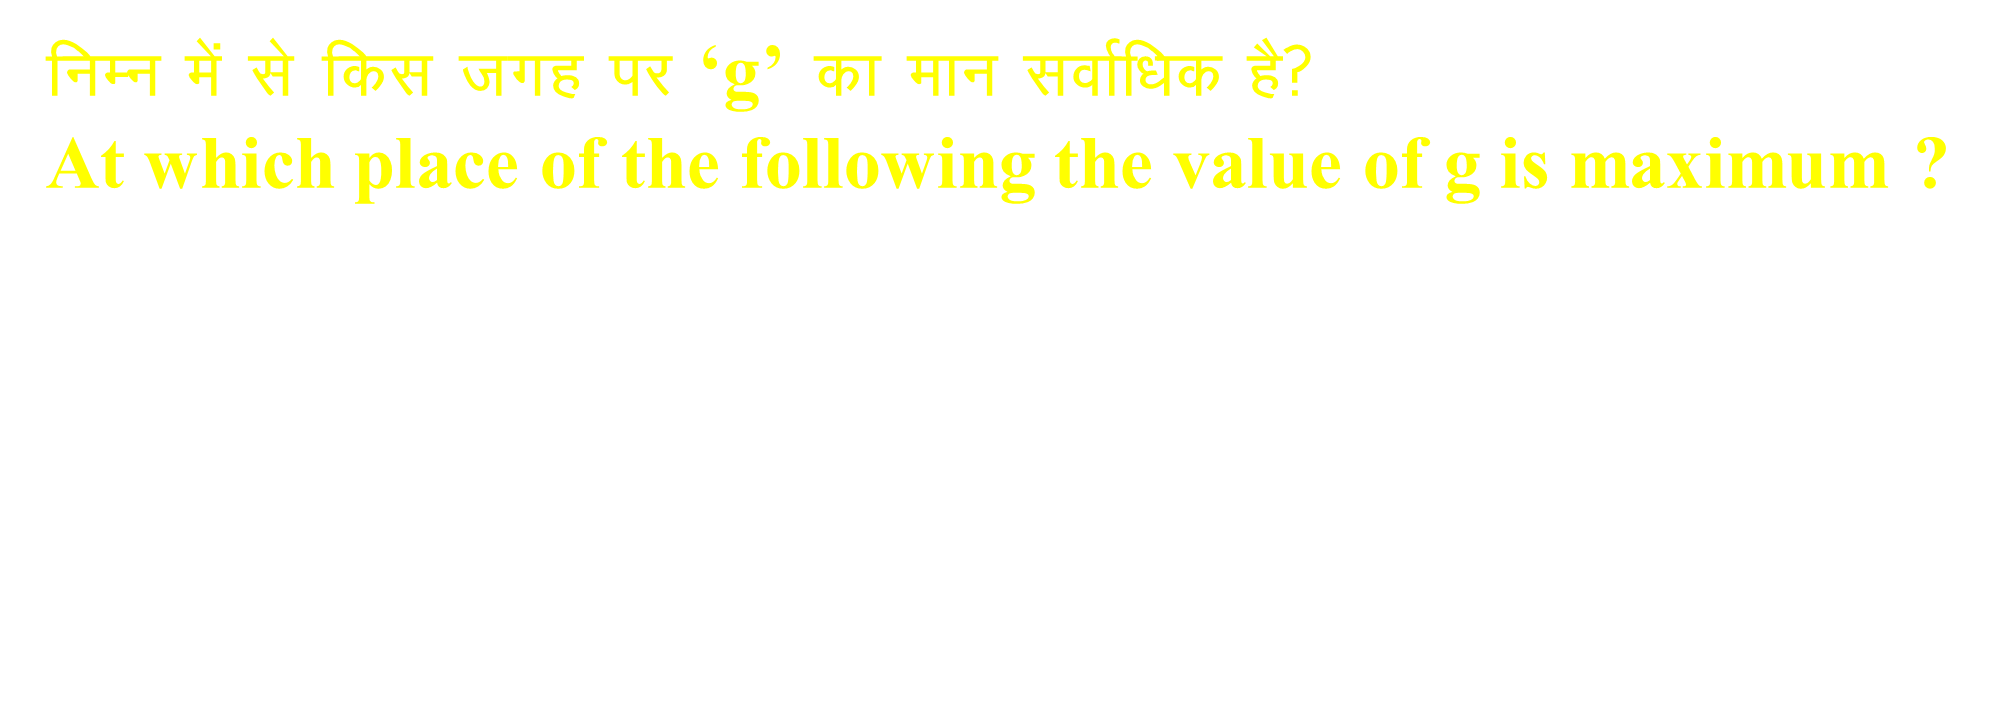 निम्न में से किस जगह पर ‘g’ का मान सर्वाधिक है?
At which place of the following the value of g is maximum ?